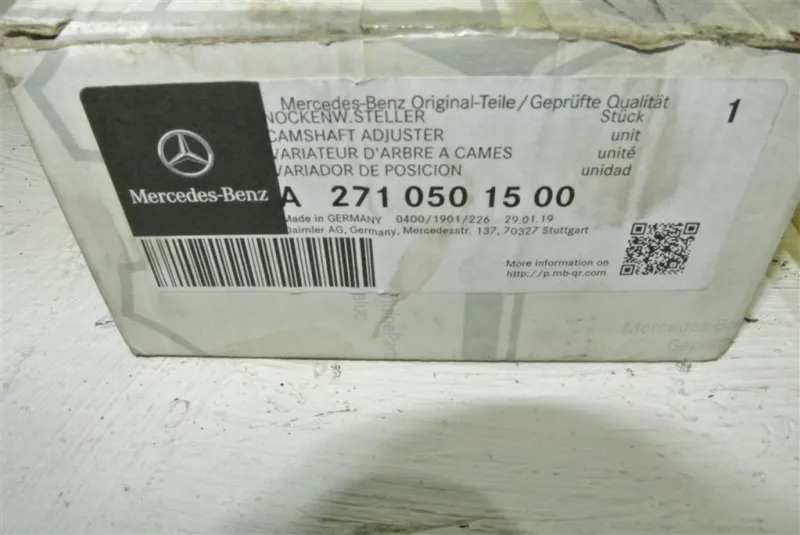 Mercedes-Benz Original-Teile/Geprüfte Qualität
1
NOCKENW.STELLER Stück
CAMSHAFT ADJUSTER unit
VARIATEUR D'ARBRE A CAMES unité
VARIADOR DE POSICION unidad
Mercedes-Benz
A 271 050 15 00
Made in GERMANY 0400/1901/226 29.01.19
Daimler AG, Germany, Mercedesstr. 137, 70327 Stuttgart
More information on
http://p.mb-qr.com
Mercedes-B
Geprüf